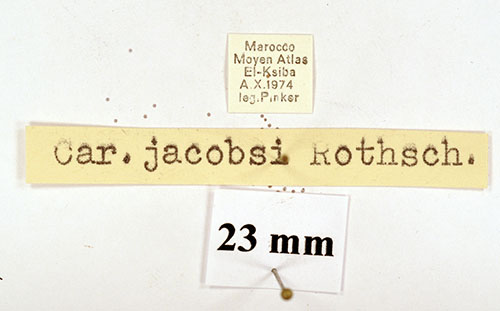 Marocco
Moyen Atlas
El-Ksiba
A.X.1974
leg.Pinker
Car. jacobsi Rothsch.
23 mm